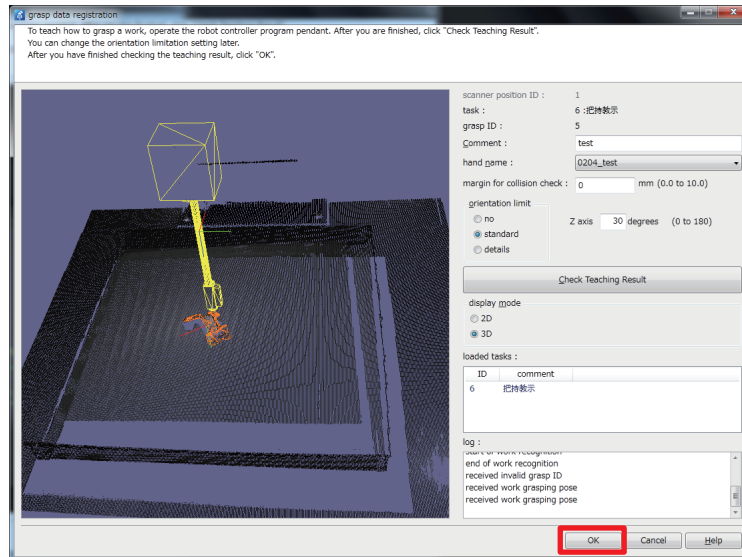 grasp data registration
To teach how to grasp a work, operate the robot controller program pendant. After you are finished, click "Check Teaching Result".
You can change the orientation limitation setting later.
After you have finished checking the teaching result, click "OK".
scanner position ID : 1
task : 6 :把持教示
grasp ID : 5
Comment : test
hand name : 0204_test
margin for collision check : 0 mm (0.0 to 10.0)
orientation limit
no
Z axis 30 degrees (0 to 180)
standard
details
Check Teaching Result
display mode
2D
3D
loaded tasks :
ID comment
6 把持教示
log :
start of work recognition
end of work recognition
received invalid grasp ID
received work grasping pose
received work grasping pose
OK Cancel Help